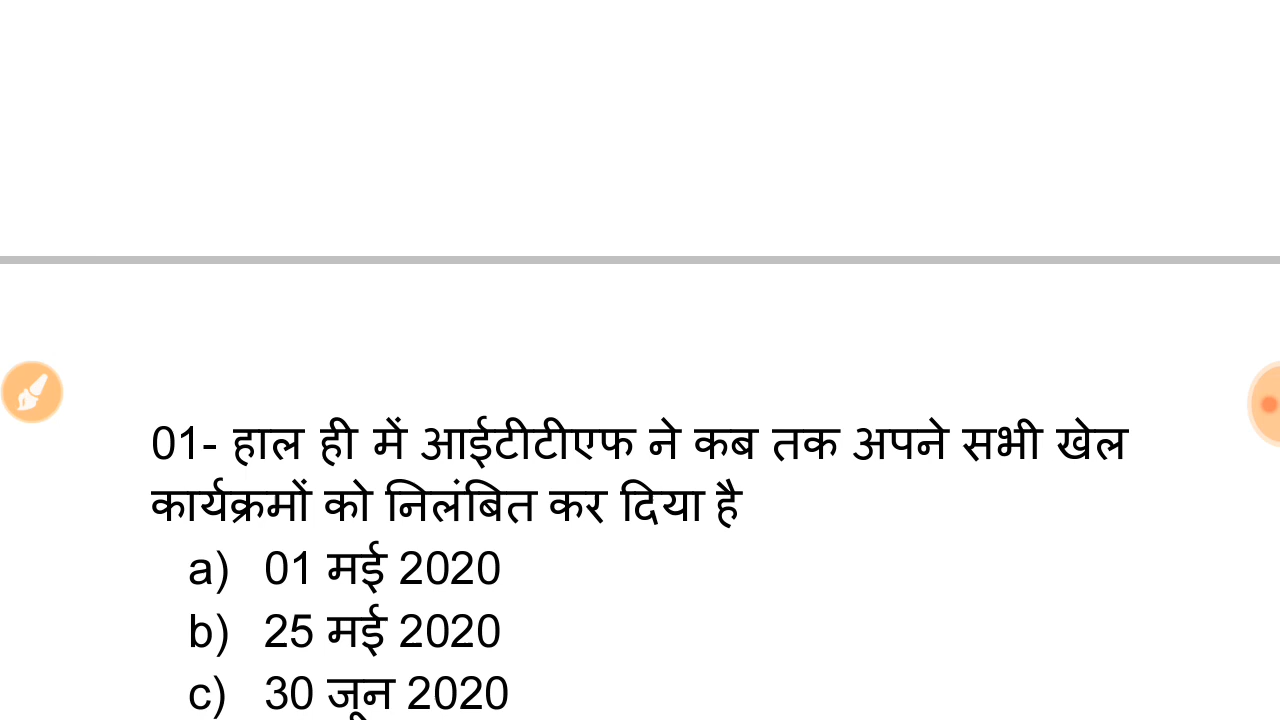 01- हाल ही में आईटीटीएफ ने कब तक अपने सभी खेल
कार्यक्रमों को निलंबित कर दिया है
a) 01 मई 2020
b) 25 मई 2020
c) 30 जून 2020